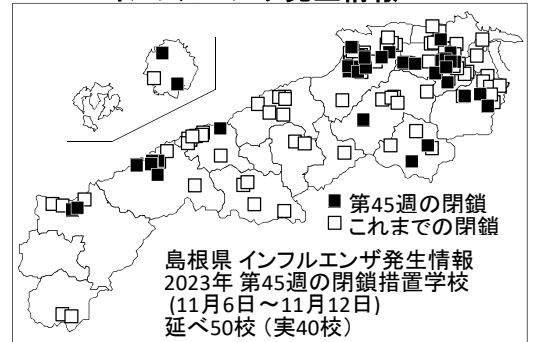 ■ 第45週の閉鎖
□ これまでの閉鎖
島根県 インフルエンザ発生情報
2023年 第45週の閉鎖措置学校
(11月6日～11月12日)
延べ50校（実40校）